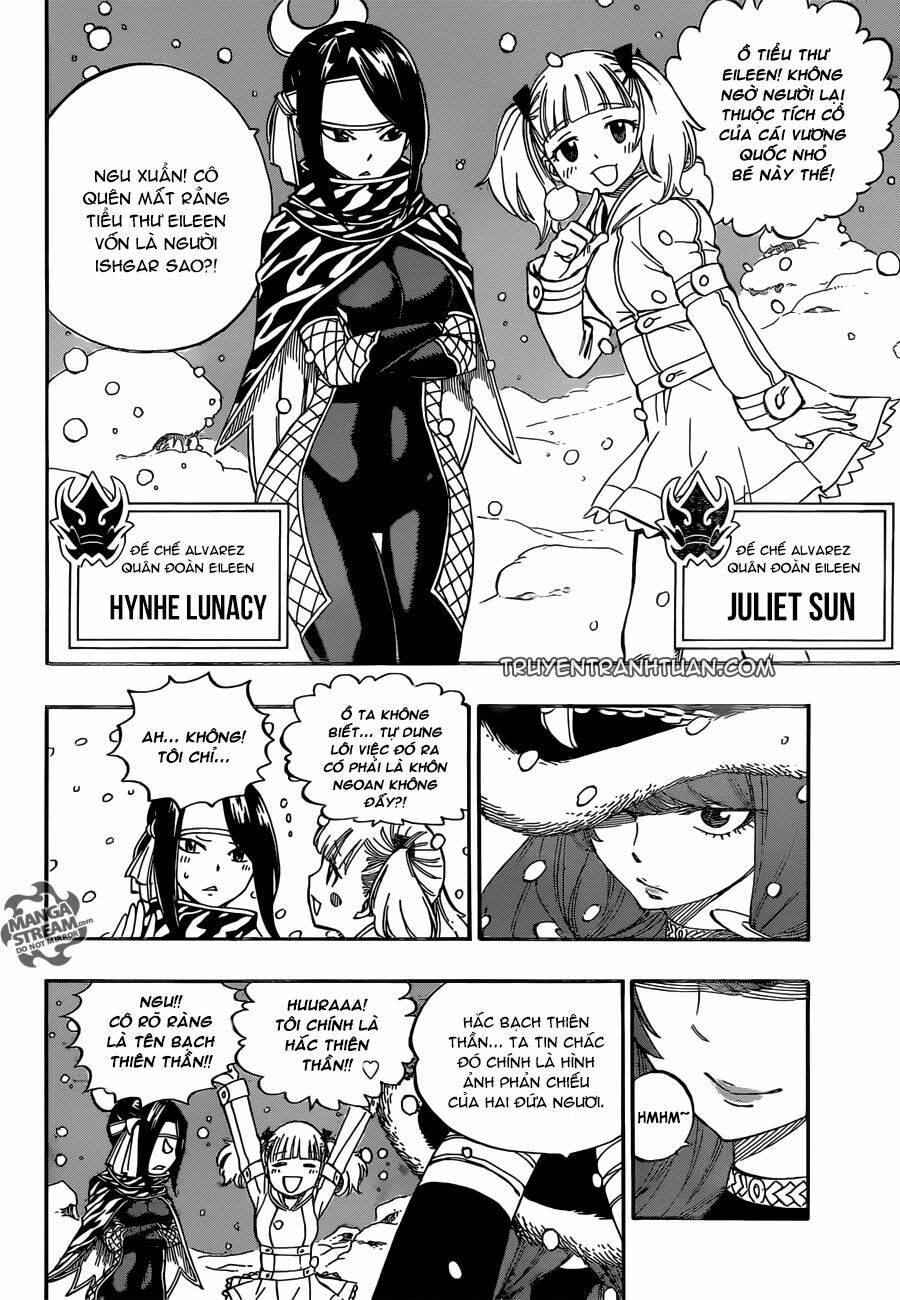 Ồ TIỂU THƯ
EILEEN! KHÔNG
NGỜ NGƯỜI LẠI
THUỘC TÍCH CỔ
CỦA CÁI VƯƠNG
QUỐC NHỎ
BÉ NÀY THẾ!
NGU XUẨN! CÔ
QUÊN MẤT RẰNG
TIỂU THƯ EILEEN
VỐN LÀ NGƯỜI
ISHGAR SAO?!
ĐẾ CHẾ ALVAREZ
QUÂN ĐOÀN EILEEN
HYNHE LUNACY
ĐẾ CHẾ ALVAREZ
QUÂN ĐOÀN EILEEN
JULIET SUN
TRUYENTRANHTUAN.COM
AH... KHÔNG!
TÔI CHỈ...
Ồ TA KHÔNG
BIẾT... TỰ DƯNG
LÔI VIỆC ĐÓ RA
CÓ PHẢI LÀ KHÔN
NGOAN KHÔNG
ĐẤY?!
MANGA
STREAM.com
DO NOT MIRROR
NGU!!
CÔ RÕ RÀNG
LÀ TÊN BẠCH
THIÊN THẦN!!
HUURAAA!
TÔI CHÍNH LÀ
HẮC THIÊN
THẦN!! ♡
HẮC BẠCH THIÊN
THẦN... TA TIN CHẮC
ĐÓ CHÍNH LÀ HÌNH
ẢNH PHẢN CHIẾU
CỦA HAI ĐỨA NGƯƠI.
HMHM~